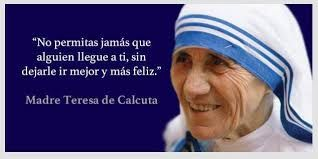 “No permitas jamás que
alguien llegue a ti, sin
dejarle ir mejor y más feliz.”
Madre Teresa de Calcuta